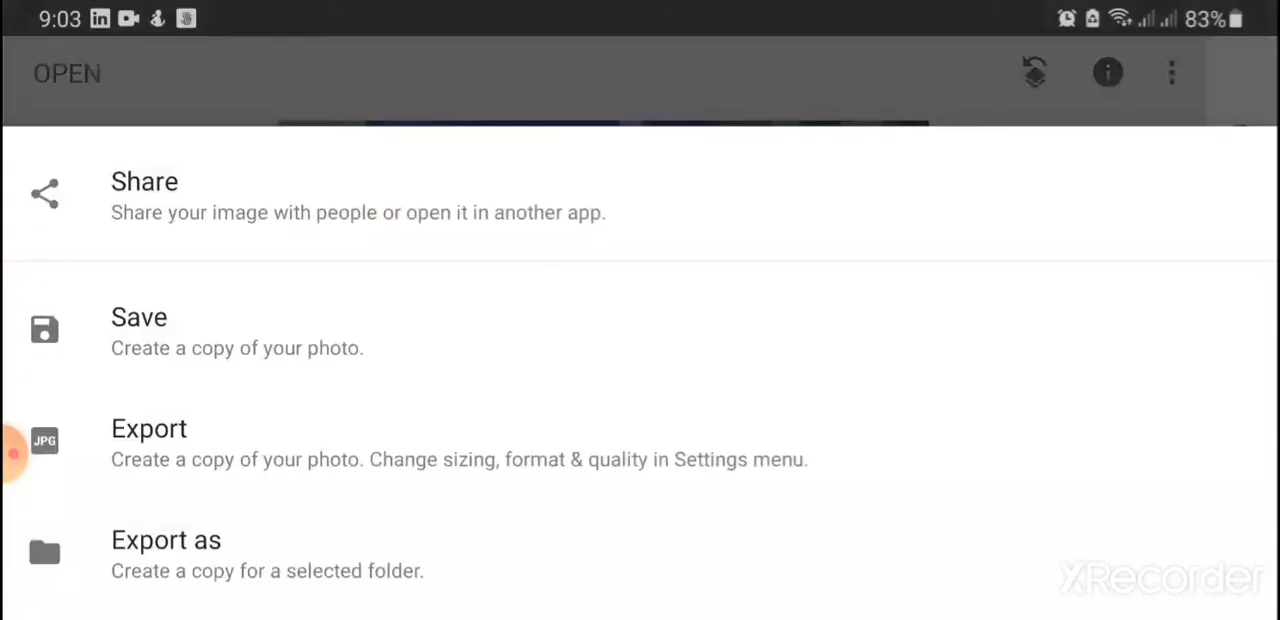 9:03
83%
OPEN
Share
Share your image with people or open it in another app.
Save
Create a copy of your photo.
JPG
Export
Create a copy of your photo. Change sizing, format & quality in Settings menu.
Export as
Create a copy for a selected folder.
XRecorder